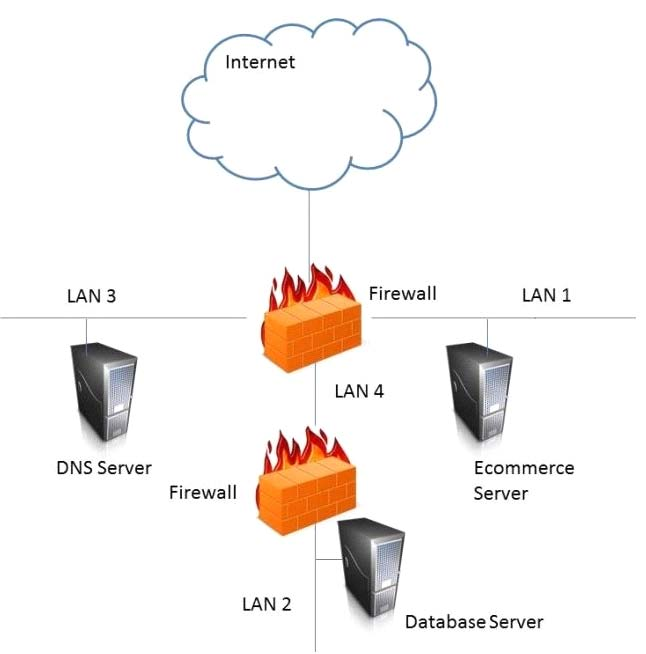 Internet
LAN 3
Firewall
LAN 1
LAN 4
DNS Server
Ecommerce
Server
Firewall
LAN 2
Database Server